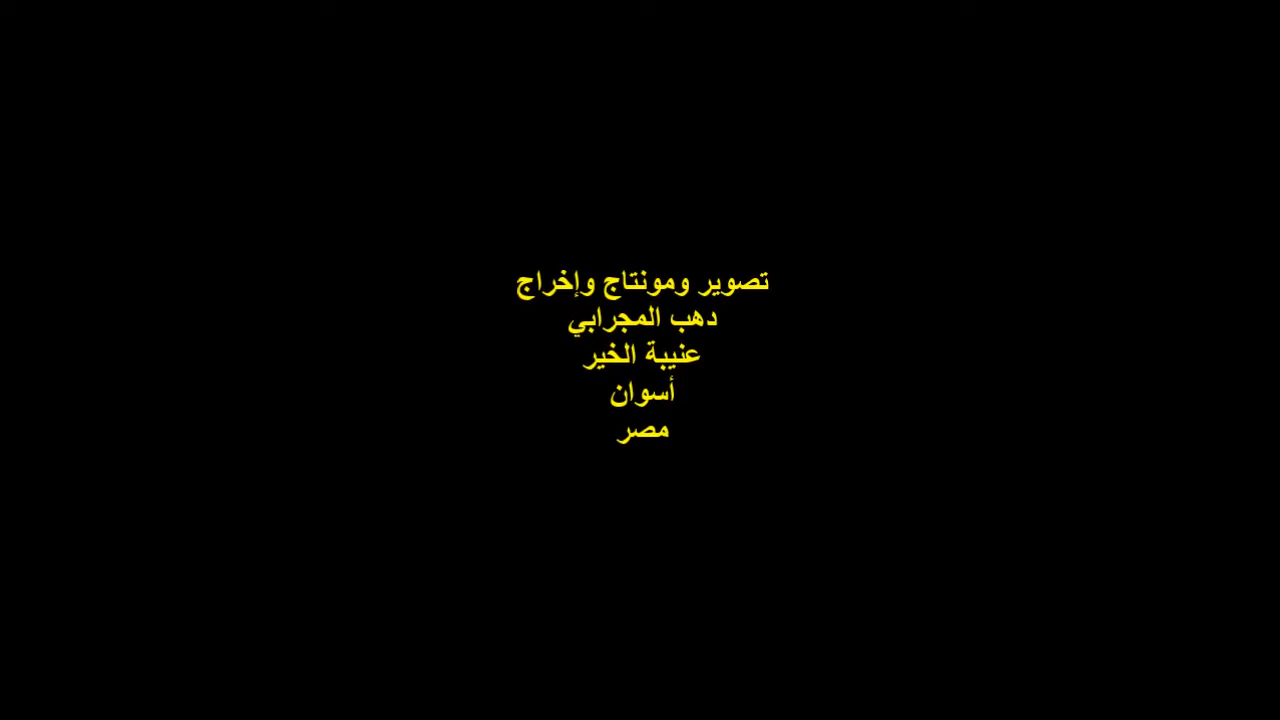 تصوير ومونتاج وإخراج
دهب المجرابي
عنيبة الخير
أسوان
مصر